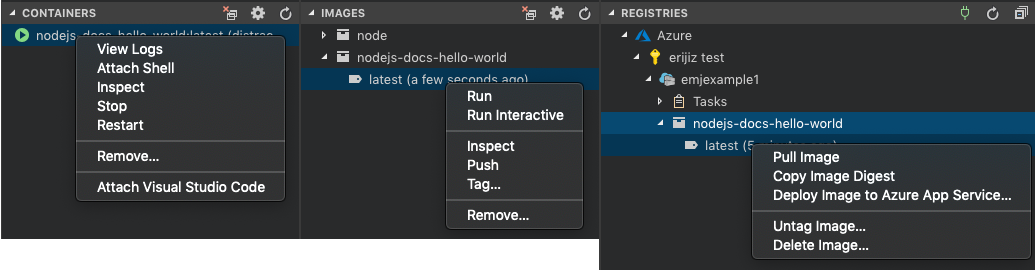 CONTAINERS
nodejs-docs-hello-world:latest (distrac
View Logs
Attach Shell
Inspect
Stop
Restart
Remove...
Attach Visual Studio Code
IMAGES
node
nodejs-docs-hello-world
latest (a few seconds ago)
Run
Run Interactive
Inspect
Push
Tag...
Remove...
REGISTRIES
Azure
erijiz test
emjexample1
Tasks
nodejs-docs-hello-world
latest (5
Pull Image
Copy Image Digest
Deploy Image to Azure App Service...
Untag Image...
Delete Image...